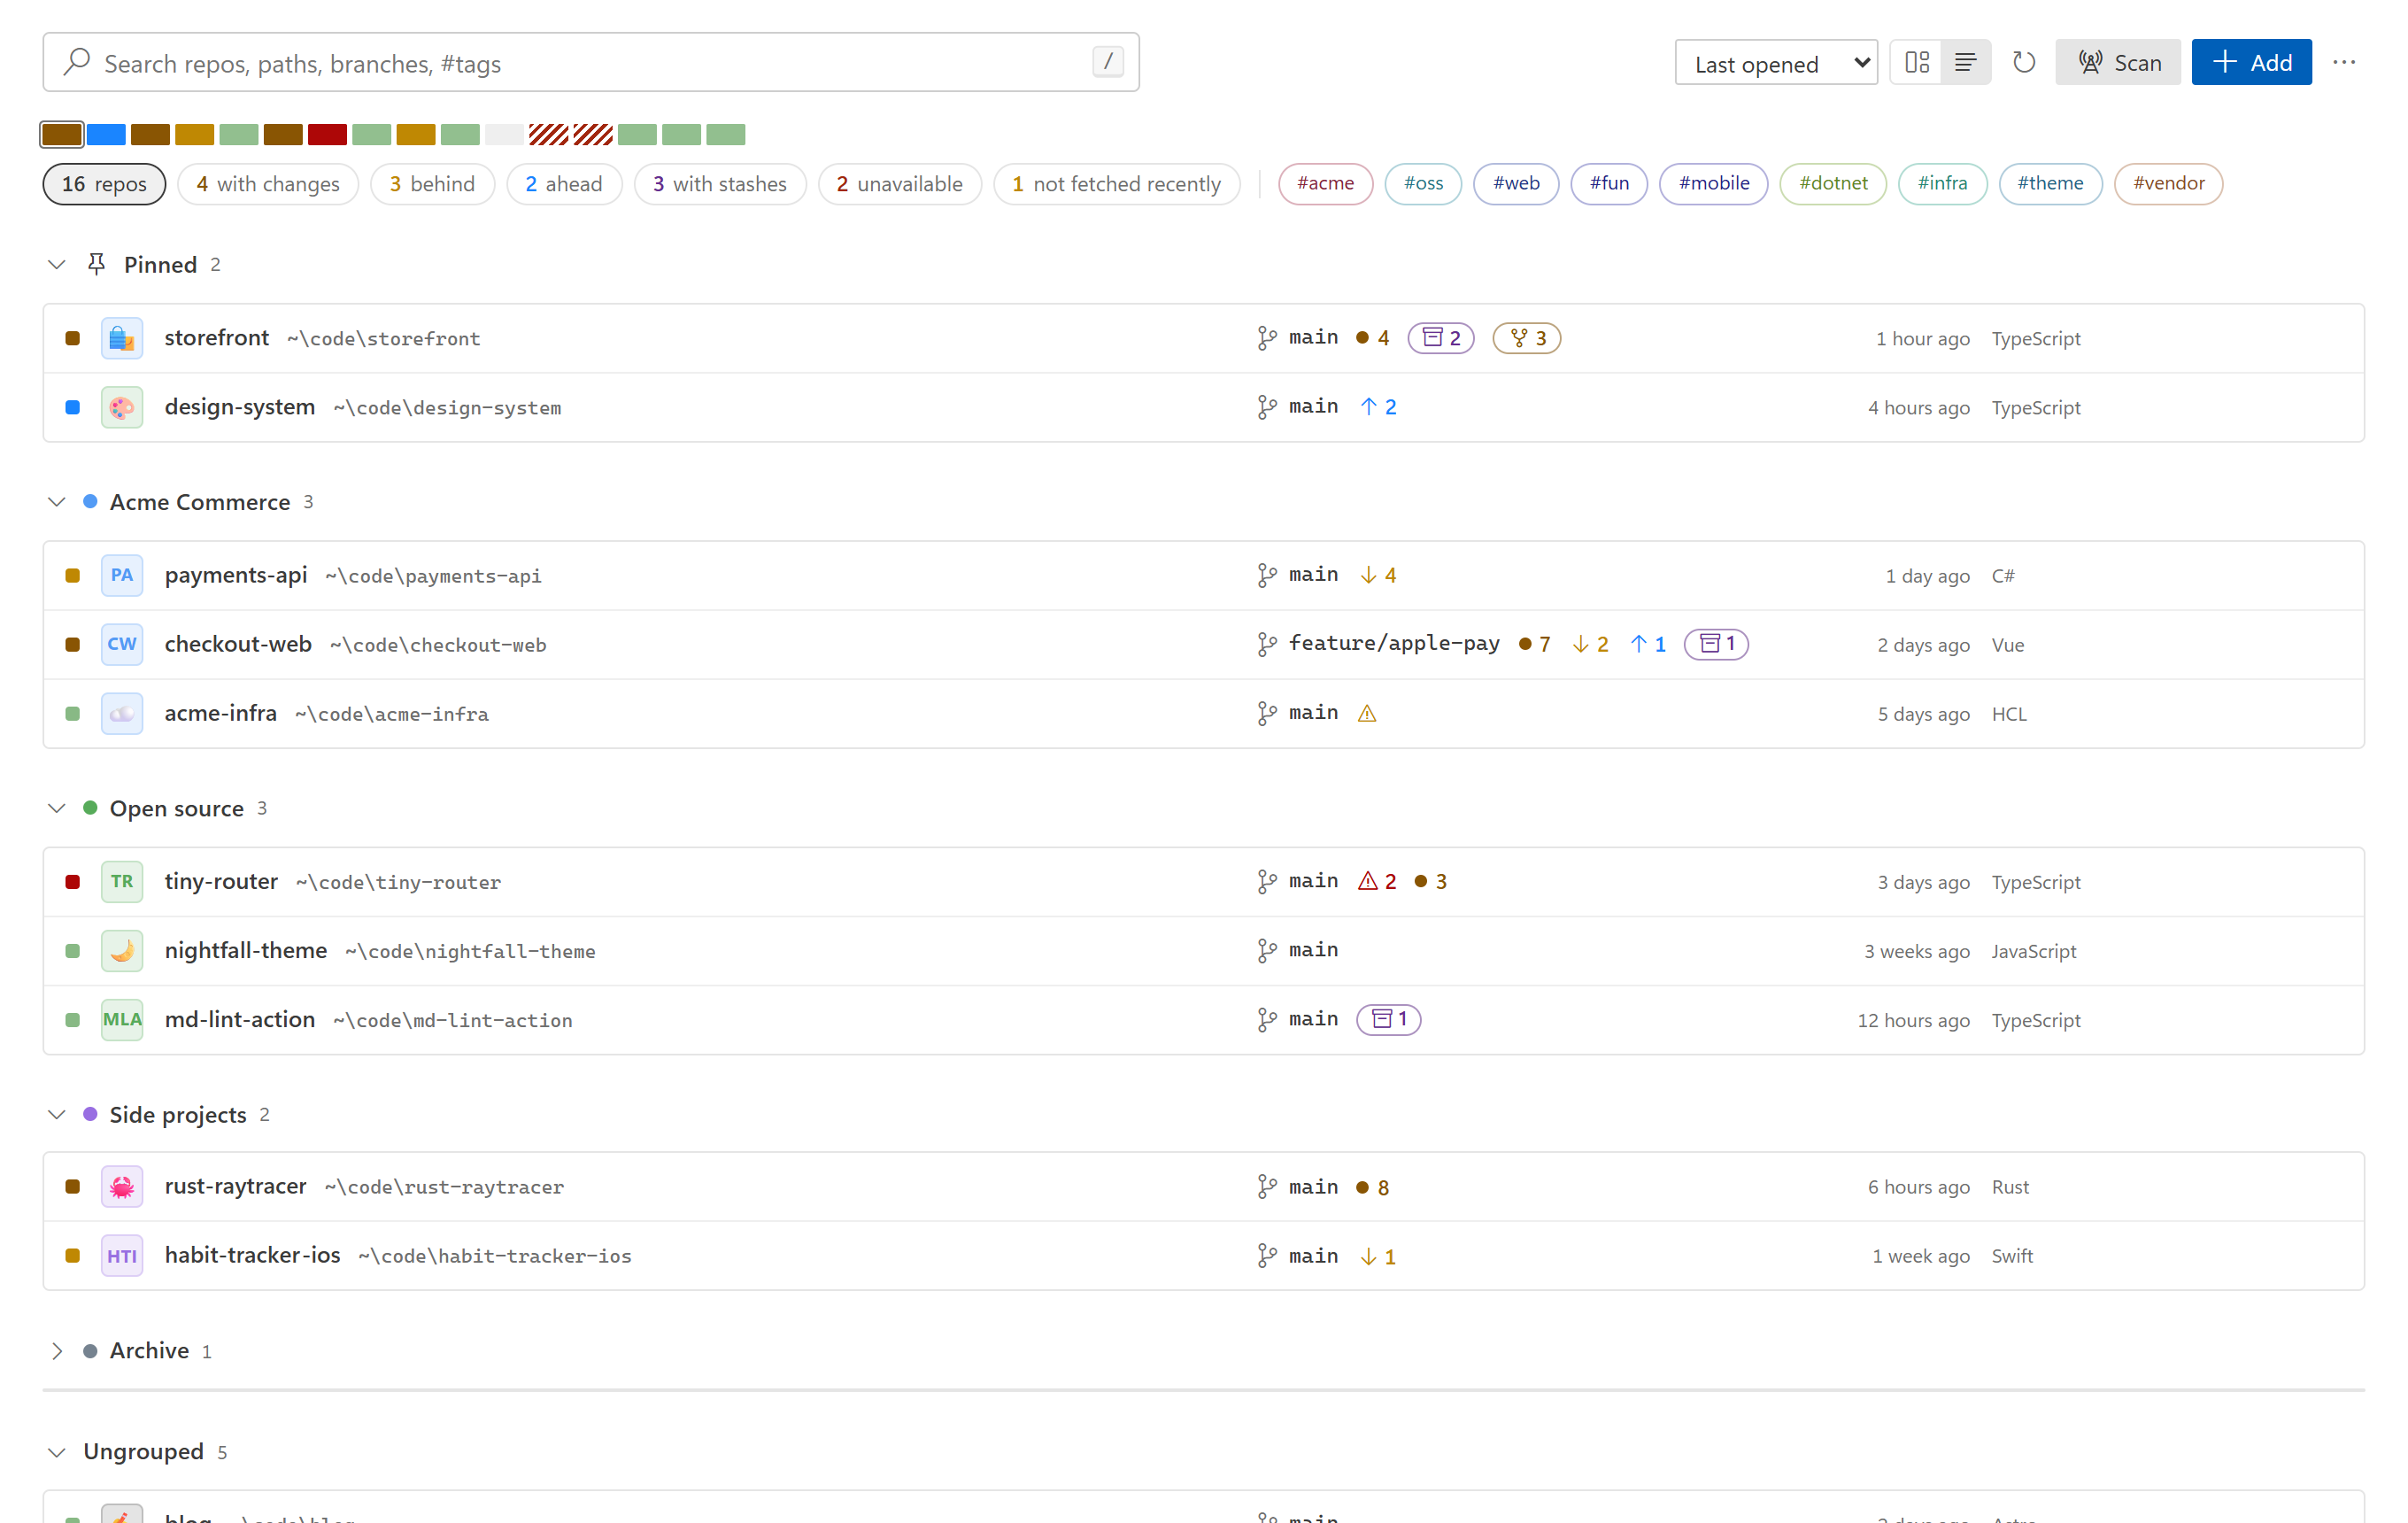 Search repos, paths, branches, #tags /
Last opened Scan Add
16 repos 4 with changes 3 behind 2 ahead 3 with stashes 2 unavailable 1 not fetched recently #acme #oss #web #fun #mobile #dotnet #infra #theme #vendor
Pinned 2
storefront ~\code\storefront main 4 2 3 1 hour ago TypeScript
design-system ~\code\design-system main ↑ 2 4 hours ago TypeScript
Acme Commerce 3
PA payments-api ~\code\payments-api main ↓ 4 1 day ago C#
CW checkout-web ~\code\checkout-web feature/apple-pay 7 ↓ 2 ↑ 1 1 2 days ago Vue
acme-infra ~\code\acme-infra main 5 days ago HCL
Open source 3
TR tiny-router ~\code\tiny-router main 2 3 3 days ago TypeScript
nightfall-theme ~\code\nightfall-theme main 3 weeks ago JavaScript
MLA md-lint-action ~\code\md-lint-action main 1 12 hours ago TypeScript
Side projects 2
rust-raytracer ~\code\rust-raytracer main 8 6 hours ago Rust
HTI habit-tracker-ios ~\code\habit-tracker-ios main ↓ 1 1 week ago Swift
Archive 1
Ungrouped 5
blog ~\code\blog main